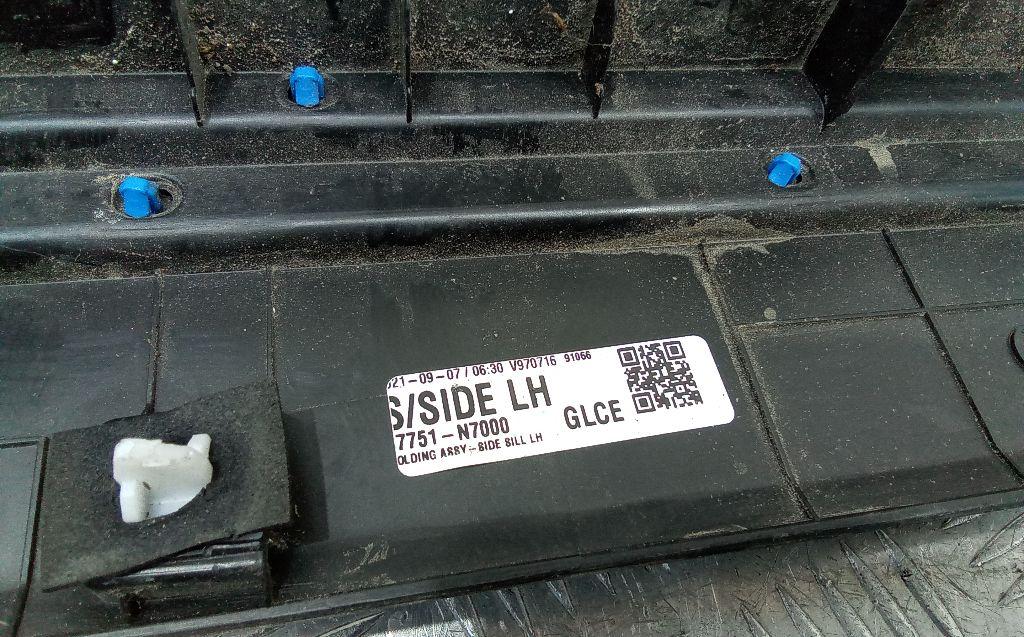 021-09-07/06:30 V970716 91066
S/SIDE LH
7751-N7000 GLCE
OLDING ASSY-SIDE SILL LH